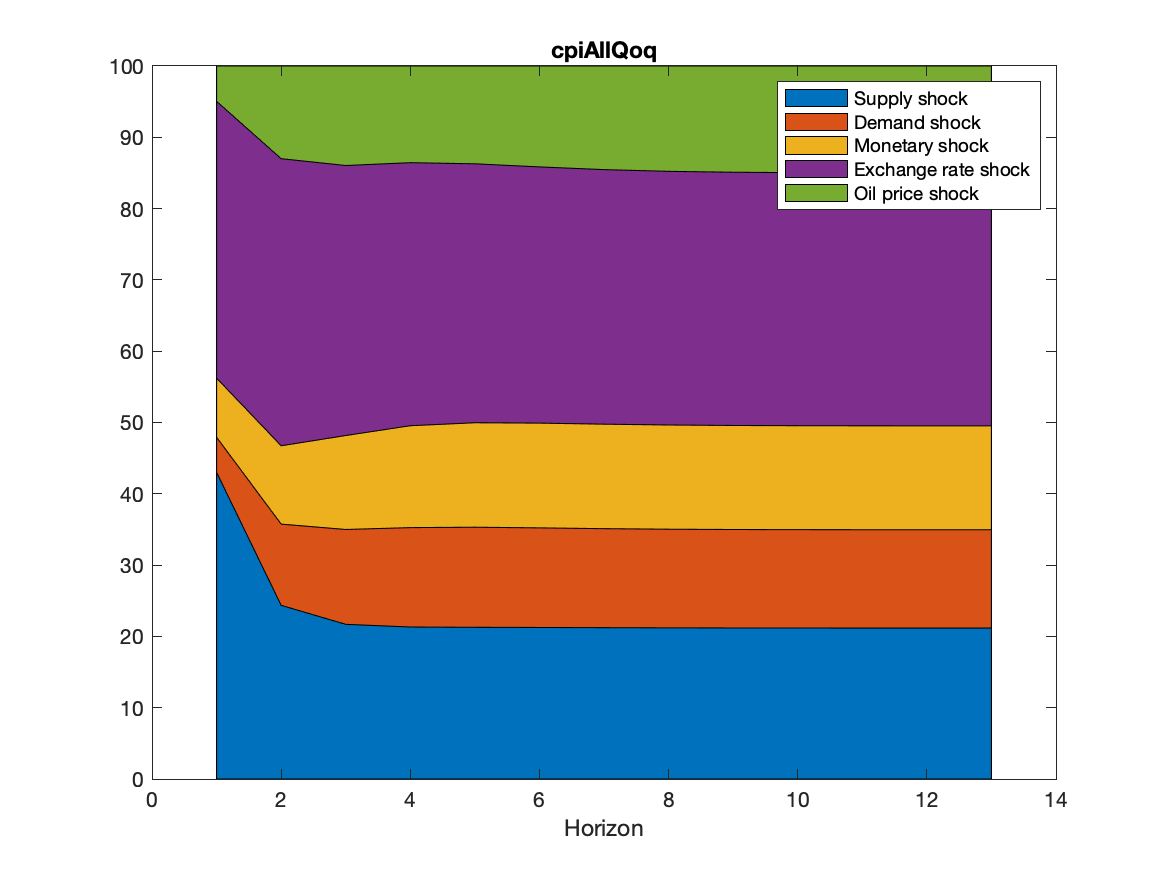 cpiAllQoq
100
90
80
70
60
50
40
30
20
10
0
Supply shock
Demand shock
Monetary shock
Exchange rate shock
Oil price shock
0 2 4 6 8 10 12 14
Horizon